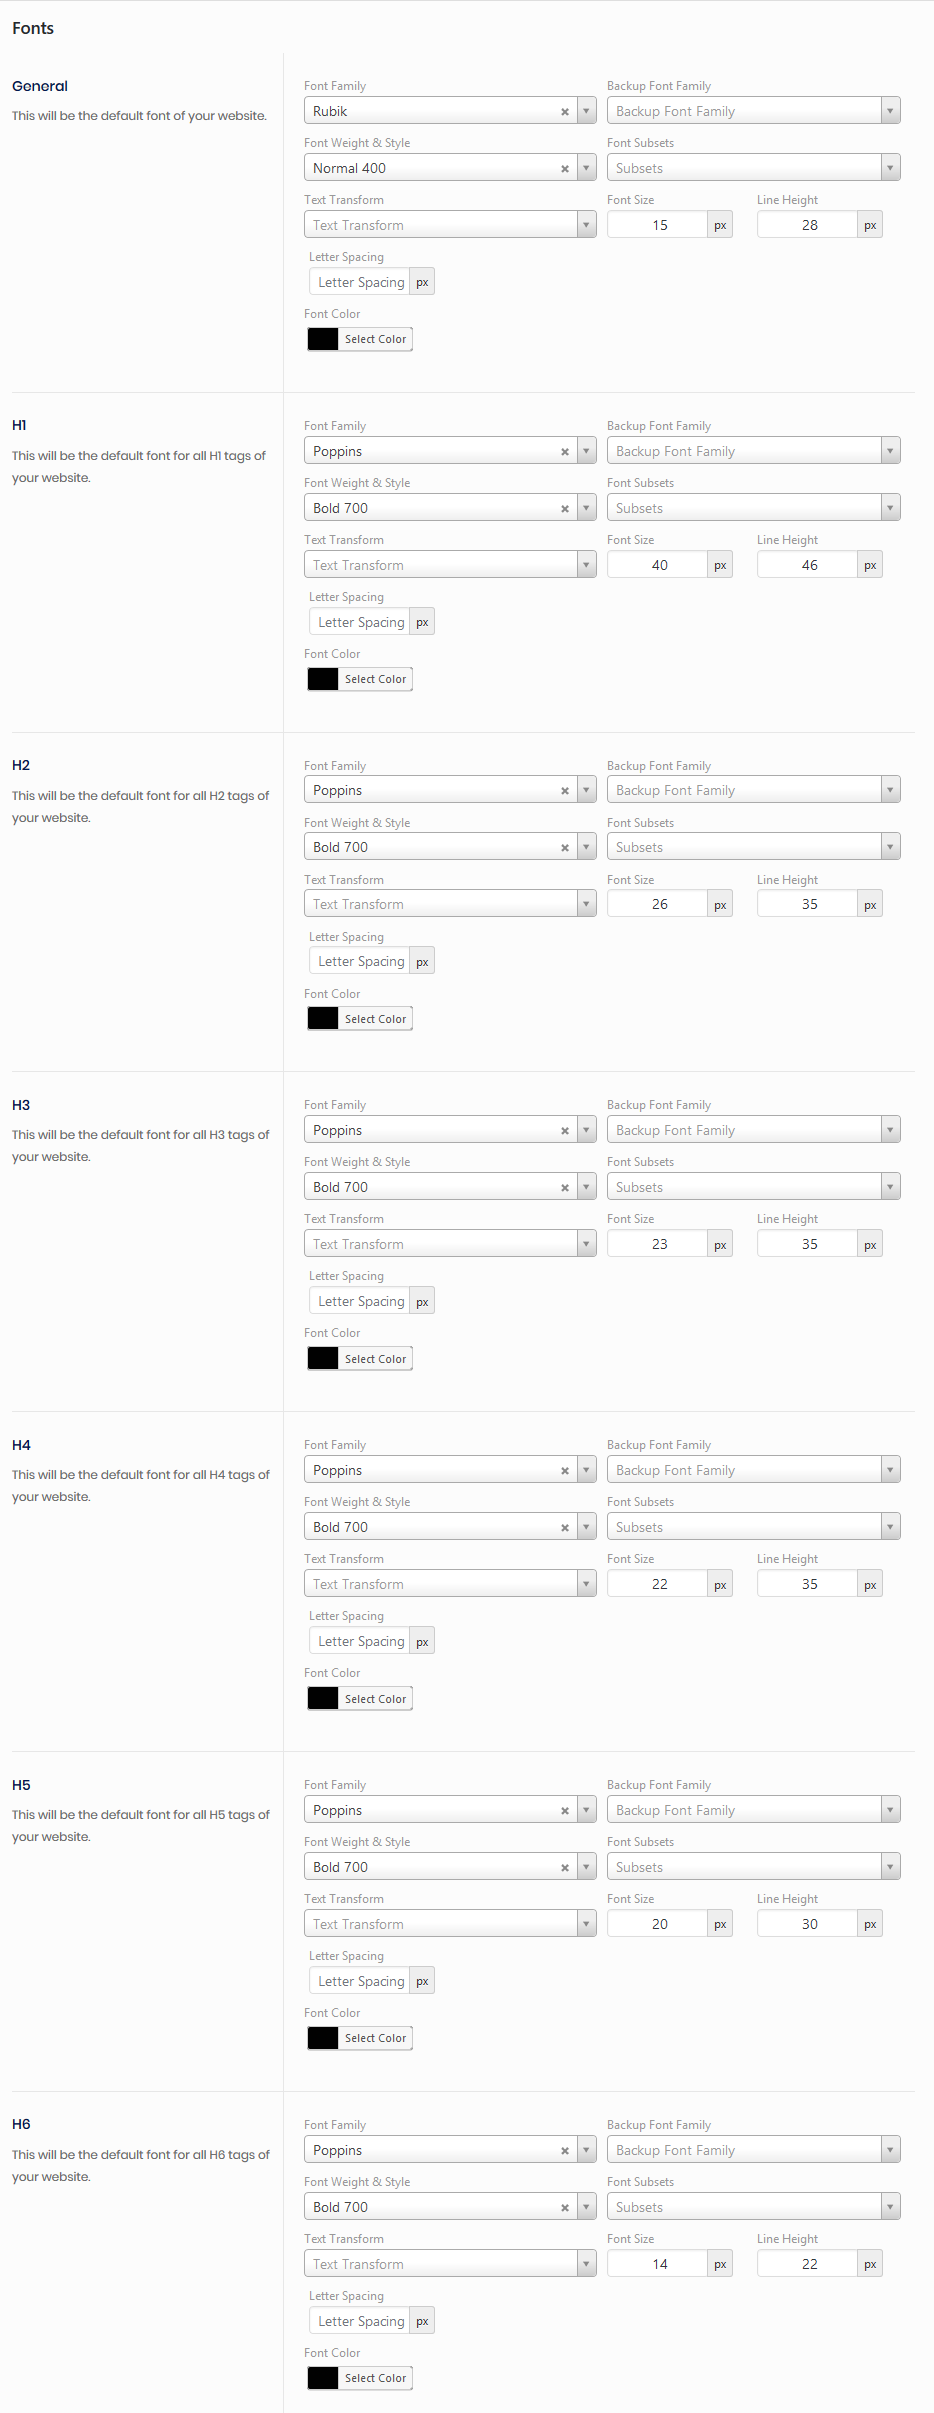 Fonts
General
This will be the default font of your website.
Font Family
Backup Font Family
Rubik
Backup Font Family
Font Weight & Style
Font Subsets
Normal 400
Subsets
Text Transform
Font Size
Line Height
Text Transform
15 px
28 px
Letter Spacing
Letter Spacing px
Font Color
Select Color
H1
This will be the default font for all H1 tags of
your website.
Font Family
Backup Font Family
Poppins
Backup Font Family
Font Weight & Style
Font Subsets
Bold 700
Subsets
Text Transform
Font Size
Line Height
Text Transform
40 px
46 px
Letter Spacing
Letter Spacing px
Font Color
Select Color
H2
This will be the default font for all H2 tags of
your website.
Font Family
Backup Font Family
Poppins
Backup Font Family
Font Weight & Style
Font Subsets
Bold 700
Subsets
Text Transform
Font Size
Line Height
Text Transform
26 px
35 px
Letter Spacing
Letter Spacing px
Font Color
Select Color
H3
This will be the default font for all H3 tags of
your website.
Font Family
Backup Font Family
Poppins
Backup Font Family
Font Weight & Style
Font Subsets
Bold 700
Subsets
Text Transform
Font Size
Line Height
Text Transform
23 px
35 px
Letter Spacing
Letter Spacing px
Font Color
Select Color
H4
This will be the default font for all H4 tags of
your website.
Font Family
Backup Font Family
Poppins
Backup Font Family
Font Weight & Style
Font Subsets
Bold 700
Subsets
Text Transform
Font Size
Line Height
Text Transform
22 px
35 px
Letter Spacing
Letter Spacing px
Font Color
Select Color
H5
This will be the default font for all H5 tags of
your website.
Font Family
Backup Font Family
Poppins
Backup Font Family
Font Weight & Style
Font Subsets
Bold 700
Subsets
Text Transform
Font Size
Line Height
Text Transform
20 px
30 px
Letter Spacing
Letter Spacing px
Font Color
Select Color
H6
This will be the default font for all H6 tags of
your website.
Font Family
Backup Font Family
Poppins
Backup Font Family
Font Weight & Style
Font Subsets
Bold 700
Subsets
Text Transform
Font Size
Line Height
Text Transform
14 px
22 px
Letter Spacing
Letter Spacing px
Font Color
Select Color